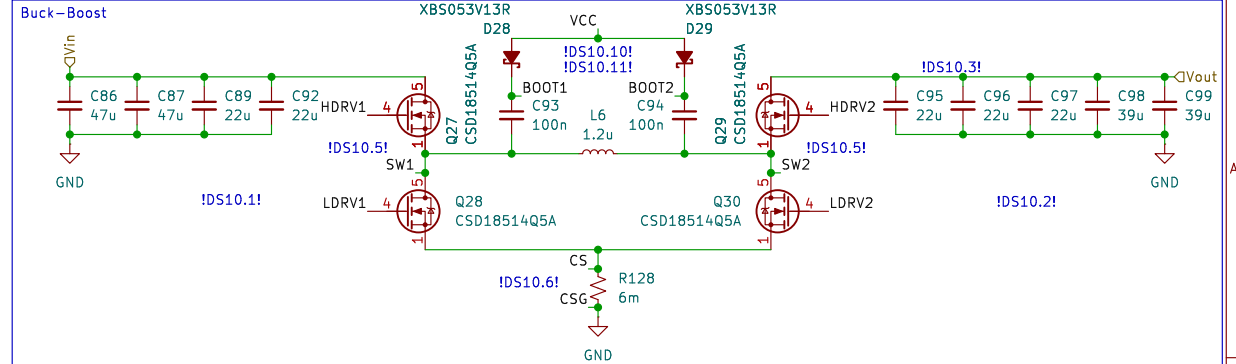 Buck-Boost
Vin
C86
47u
C87
47u
C89
22u
C92
22u
GND
!DS10.1!
HDRV1
4
5
1
Q27
CSD18514Q5A
!DS10.5!
SW1
LDRV1
4
5
1
Q28
CSD18514Q5A
XBS053V13R
D28
VCC
XBS053V13R
D29
!DS10.10!
!DS10.11!
BOOT1
C93
100n
BOOT2
C94
100n
L6
1.2u
Q29
CSD18514Q5A
5
1
4
HDRV2
!DS10.5!
SW2
Q30
CSD18514Q5A
5
1
4
LDRV2
CS
!DS10.6!
CSG
R128
6m
GND
!DS10.3!
Vout
C95
22u
C96
22u
C97
22u
C98
39u
C99
39u
GND
!DS10.2!
A